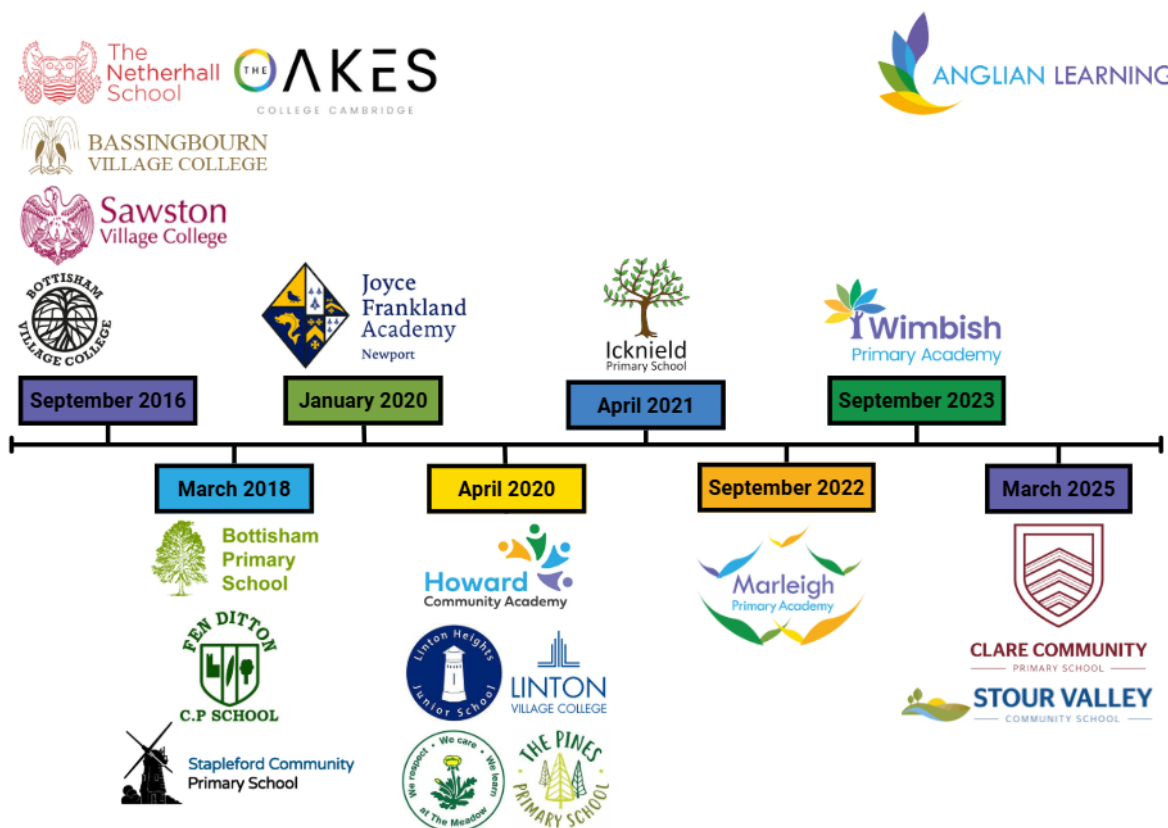 The
Netherhall
School
THE OAKES
COLLEGE CAMBRIDGE
ANGLIAN LEARNING
BASSINGBOURN
VILLAGE COLLEGE
Sawston
Village College
BOTTISHAM
VILLAGE COLLEGE
Joyce
Frankland
Academy
Newport
Icknield
Primary School
Wimbish
Primary Academy
September 2016
January 2020
April 2021
September 2023
March 2018
April 2020
September 2022
March 2025
Bottisham
Primary
School
FEN DITTON
C.P SCHOOL
Stapleford Community
Primary School
Howard
Community Academy
Linton Heights
Junior School
LINTON
VILLAGE COLLEGE
We respect • We care • We learn
at The Meadow
THE PINES
PRIMARY SCHOOL
Marleigh
Primary Academy
CLARE COMMUNITY
PRIMARY SCHOOL
STOUR VALLEY
COMMUNITY SCHOOL